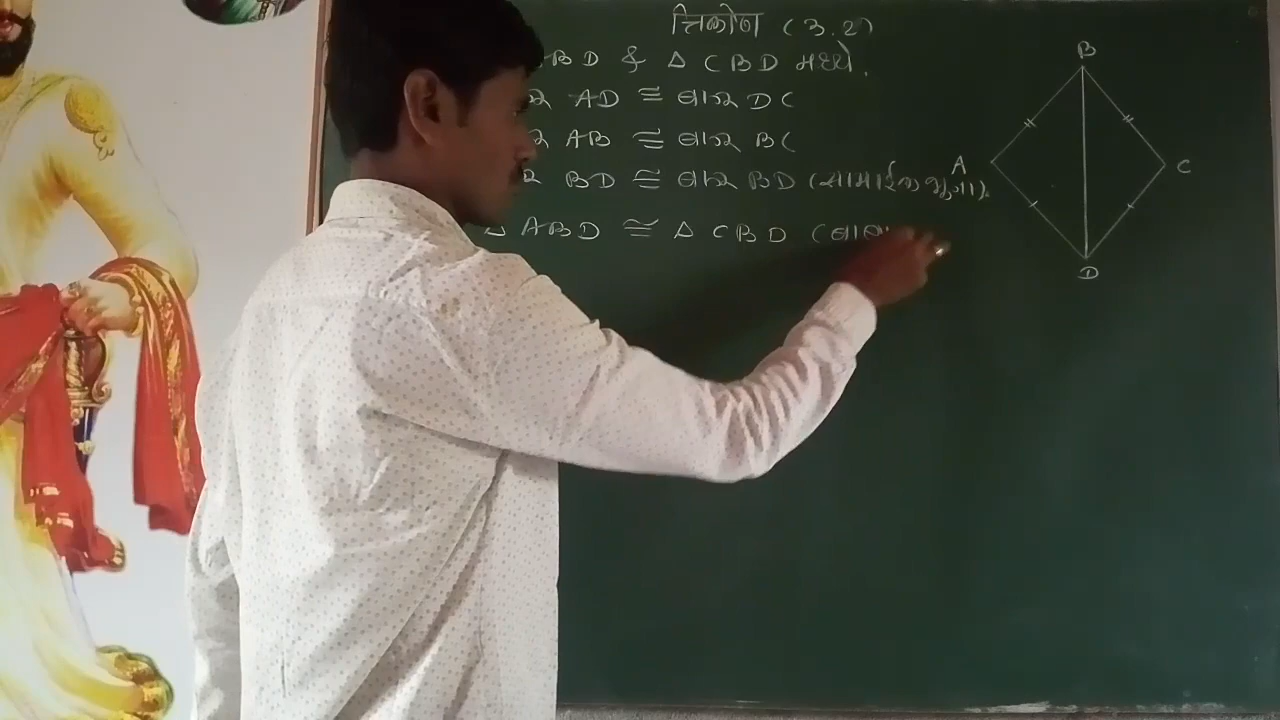 त्रिकोण (3.2)
BD & Δ CBD मध्ये.
AD ≅ बाजू DC
AB ≅ बाजू BC
BD ≅ बाजू BD (सामाईक भुजा).
Δ ABD ≅ Δ CBD (बाबा
B
A
C
D